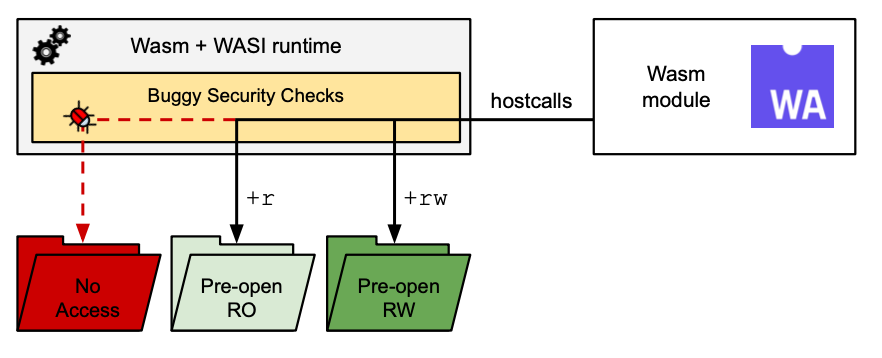 Wasm + WASI runtime
Buggy Security Checks
hostcalls
Wasm
module
WA
+r
+rw
No
Access
Pre-open
RO
Pre-open
RW